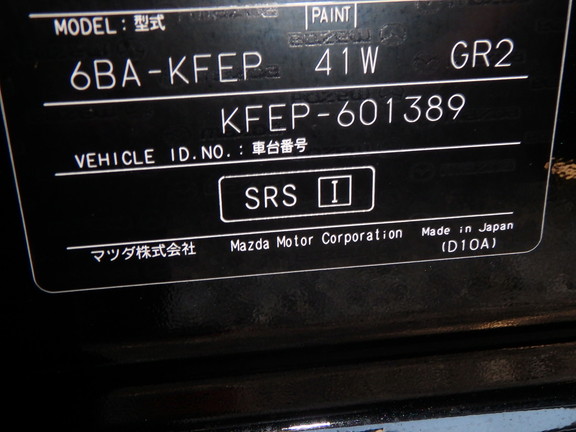 MODEL: 型式 PAINT
6BA-KFEP 41W GR2
KFEP-601389
VEHICLE ID.NO.: 車台番号
SRS I
マツダ株式会社 Mazda Motor Corporation Made in Japan
(D10A)